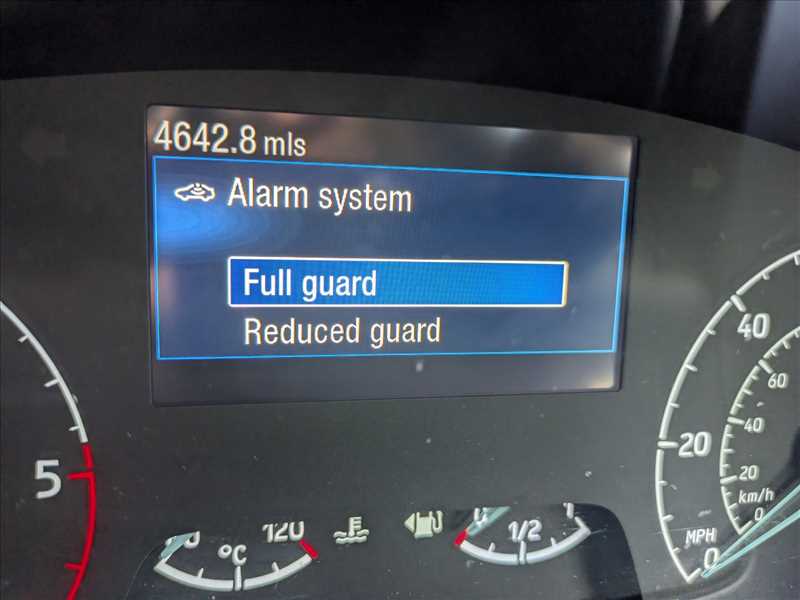 4642.8 mls
Alarm system
Full guard
Reduced guard
40
60
40
20
20
km/h
0
MPH
0
5
120
°C
1/2